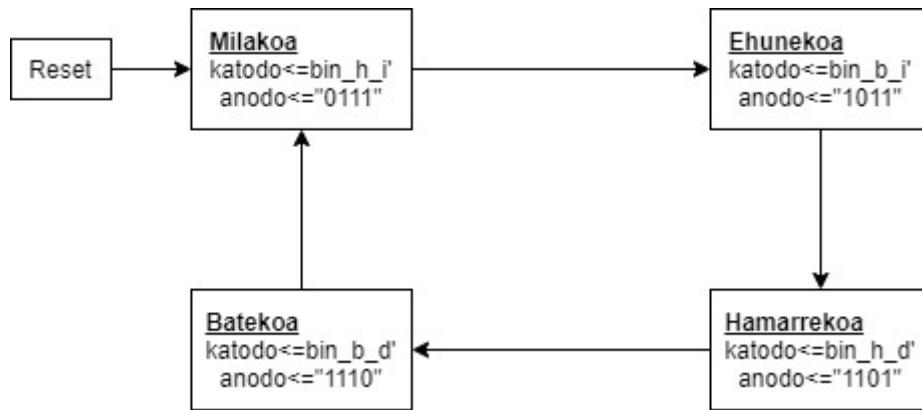 Reset
Milakoa
katodo<=bin_h_i'
anodo<="0111"
Ehunekoa
katodo<=bin_b_i'
anodo<="1011"
Batekoa
katodo<=bin_b_d'
anodo<="1110"
Hamarrekoa
katodo<=bin_h_d'
anodo<="1101"